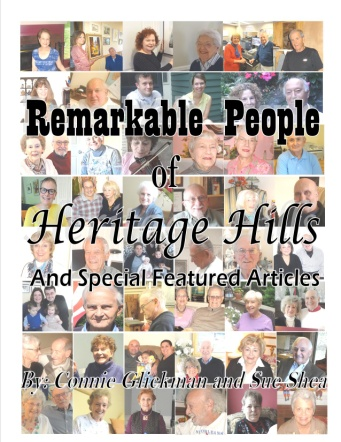 Remarkable People
of
Heritage Hills
And Special Featured Articles
By: Connie Glickman and Sue Shea